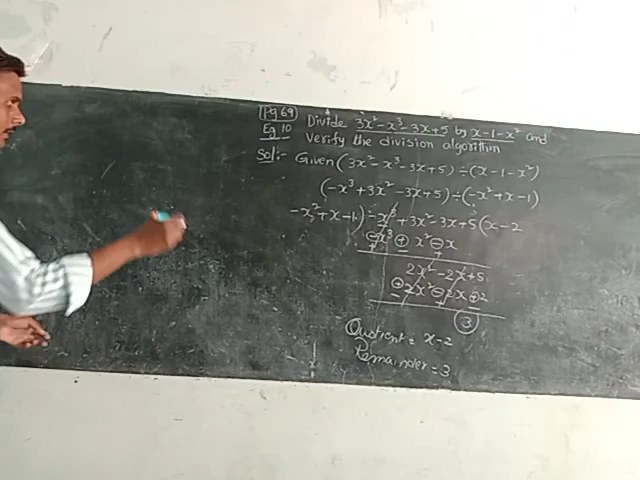 Pg 69 Divide 3x²-x³-3x+5 by x-1-x² and
Eg 10 Verify the division algorithm
Sol:- Given (3x²-x³-3x+5)÷(x-1-x²)
(-x³+3x²-3x+5)÷(-x²+x-1)
-x²+x-1) -x³+3x²-3x+5(x-2
⊖x³ ⊕ x² ⊖ x
- + - +
2x²-2x+5
⊕2x² ⊖2x ⊕2
- + -
3
Quotient = x-2
Remainder = 3